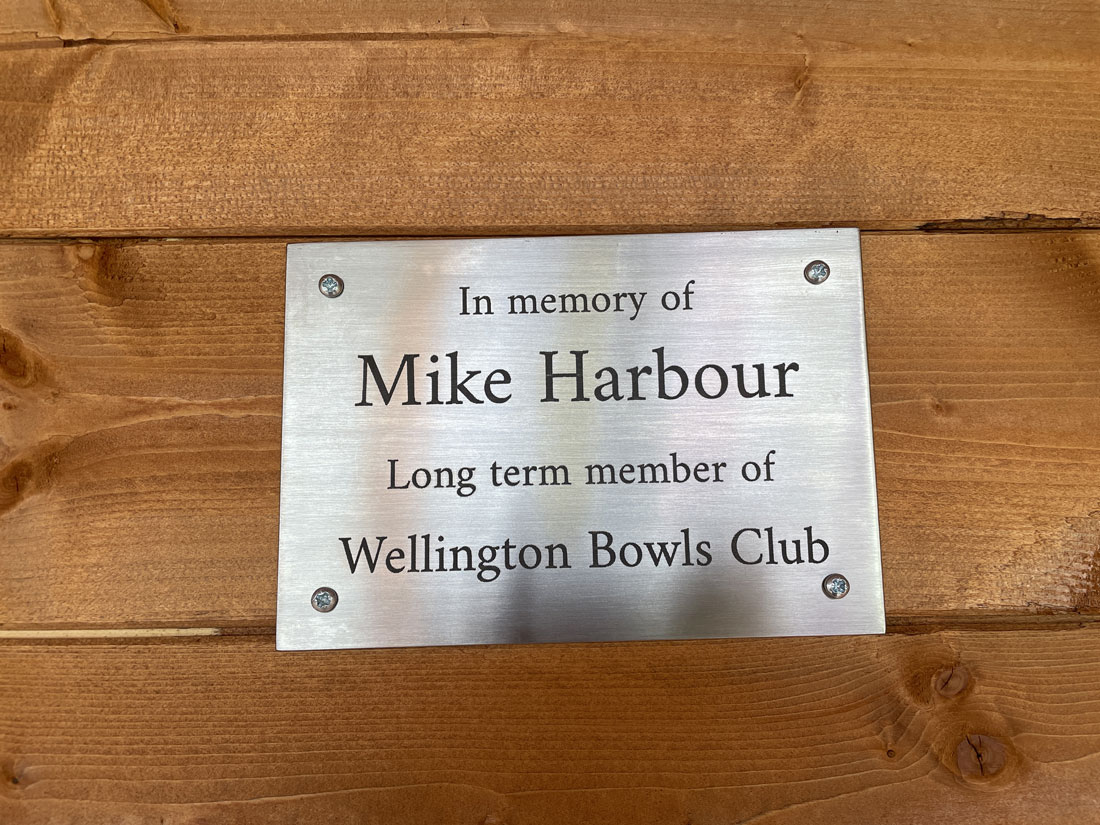 In memory of
Mike Harbour
Long term member of
Wellington Bowls Club